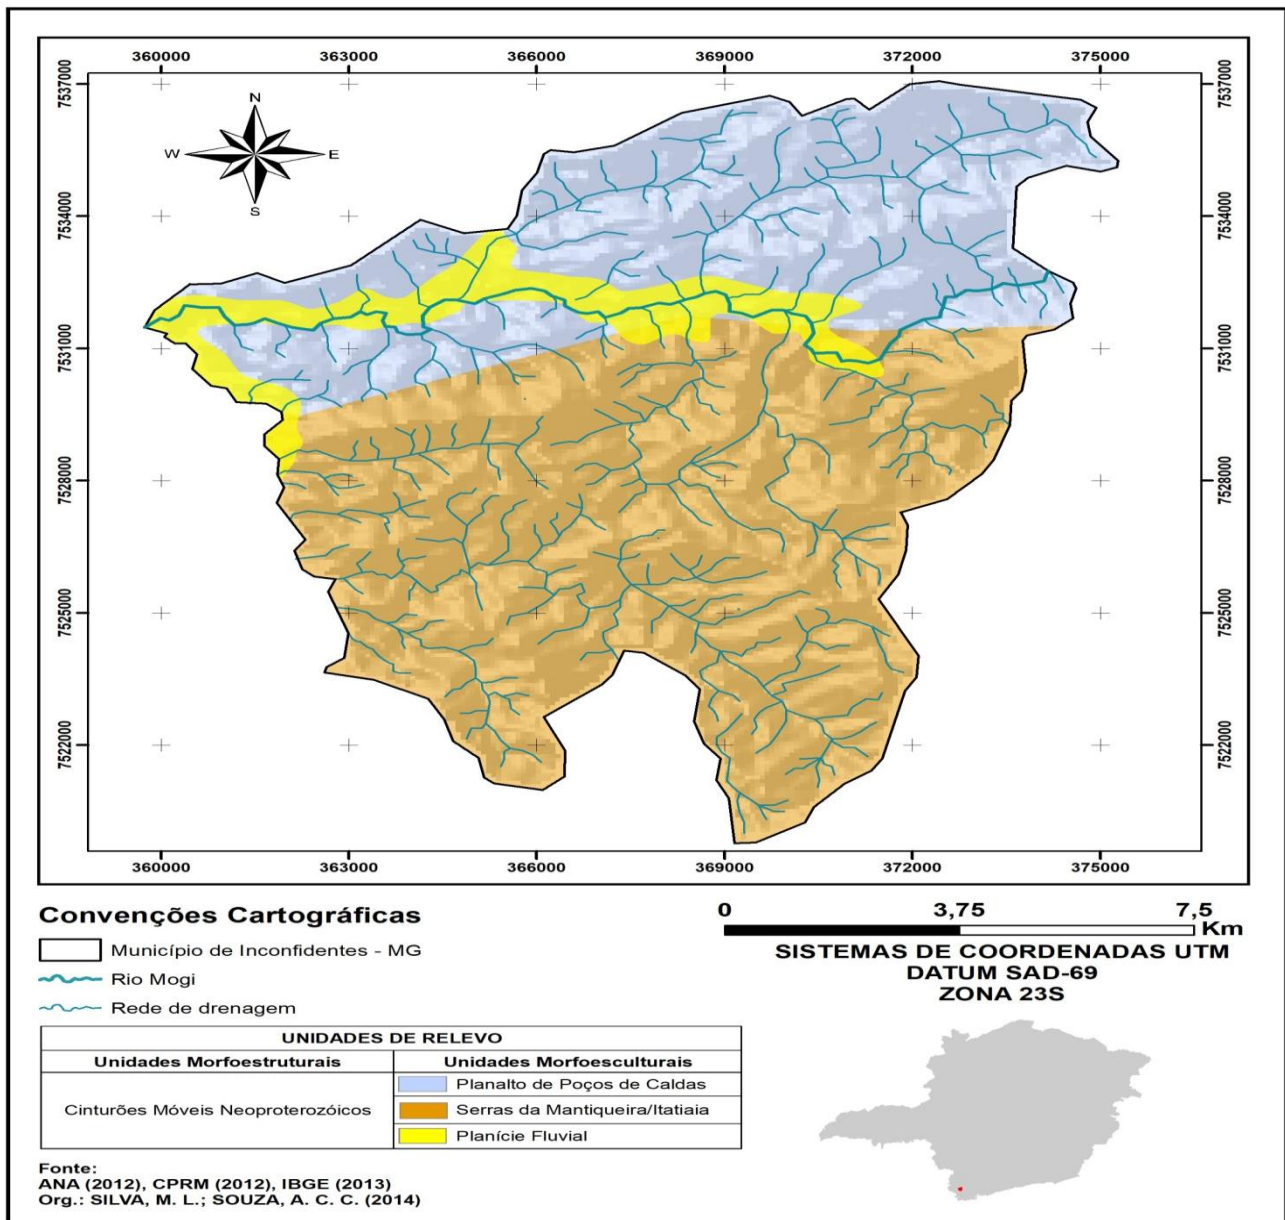 360000 363000 366000 369000 372000 375000
7537000 7537000
N
W E
S
7534000 7534000
7531000 7531000
7528000 7528000
7525000 7525000
7522000 7522000
360000 363000 366000 369000 372000 375000
Convenções Cartográficas
Município de Inconfidentes - MG
Rio Mogi
Rede de drenagem
0 3,75 7,5
Km
SISTEMAS DE COORDENADAS UTM
DATUM SAD-69
ZONA 23S
UNIDADES DE RELEVO
Unidades Morfoestruturais Unidades Morfoesculturais
Planalto de Poços de Caldas
Cinturões Móveis Neoproterozóicos Serras da Mantiqueira/Itatiaia
Planície Fluvial
Fonte:
ANA (2012), CPRM (2012), IBGE (2013)
Org.: SILVA, M. L.; SOUZA, A. C. C. (2014)